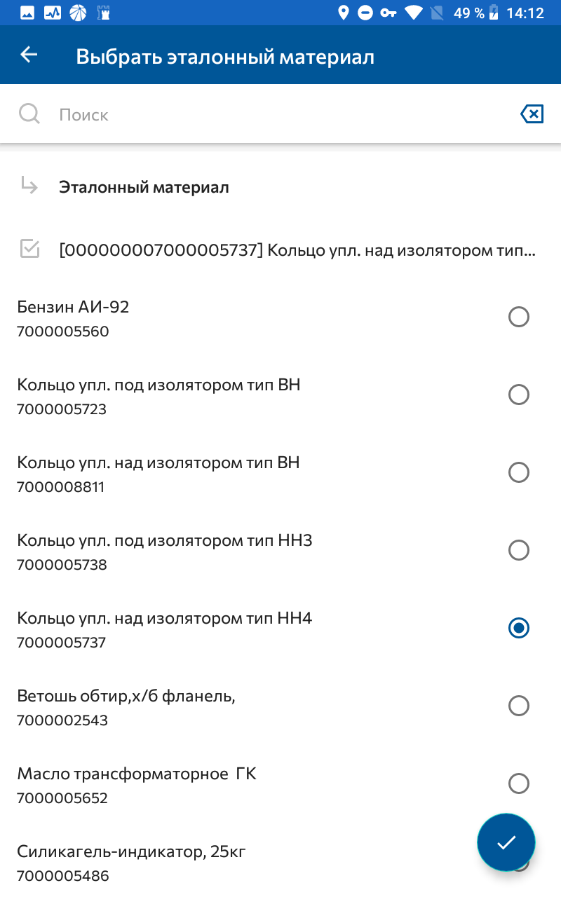 49 % 14:12
Выбрать эталонный материал
Поиск
Эталонный материал
[000000007000005737] Кольцо упл. над изолятором тип...
Бензин АИ-92
7000005560
Кольцо упл. под изолятором тип ВН
7000005723
Кольцо упл. над изолятором тип ВН
7000008811
Кольцо упл. под изолятором тип НН3
7000005738
Кольцо упл. над изолятором тип НН4
7000005737
Ветошь обтир,х/б фланель,
7000002543
Масло трансформаторное  ГК
7000005652
Силикагель-индикатор, 25кг
7000005486